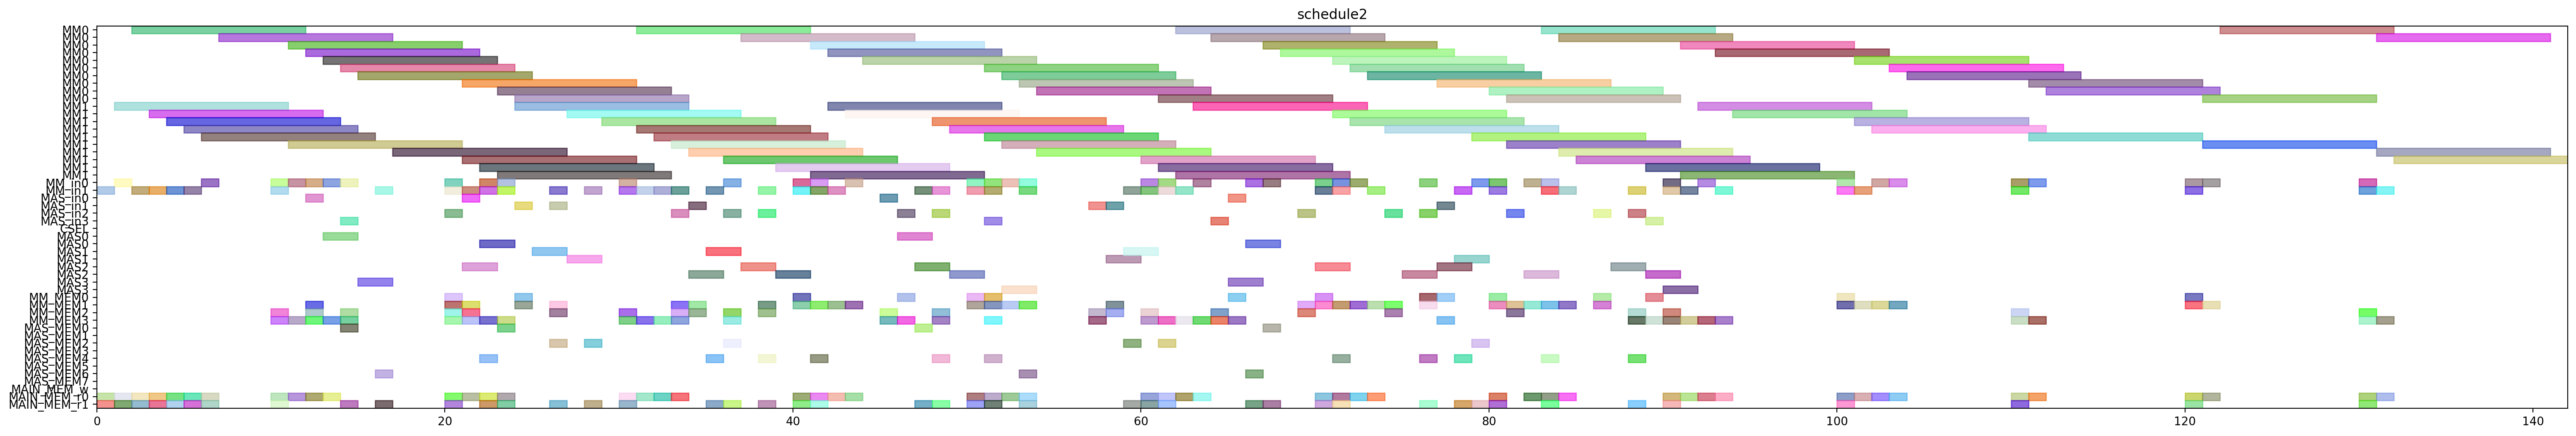 schedule2
MM0
MM0
MM0
MM0
MM0
MM0
MM0
MM0
MM0
MM0
MM1
MM1
MM1
MM1
MM1
MM1
MM1
MM1
MM1
MM1
MM_in0
MM_in1
MAS_in0
MAS_in1
MAS_in2
MAS_in3
CSEL
MAS0
MAS0
MAS1
MAS1
MAS2
MAS2
MAS3
MAS3
MM_MEM0
MM_MEM1
MM_MEM2
MM_MEM3
MAS_MEM0
MAS_MEM1
MAS_MEM2
MAS_MEM3
MAS_MEM4
MAS_MEM5
MAS_MEM6
MAS_MEM7
MAIN_MEM_w
MAIN_MEM_r0
MAIN_MEM_r1
0 20 40 60 80 100 120 140